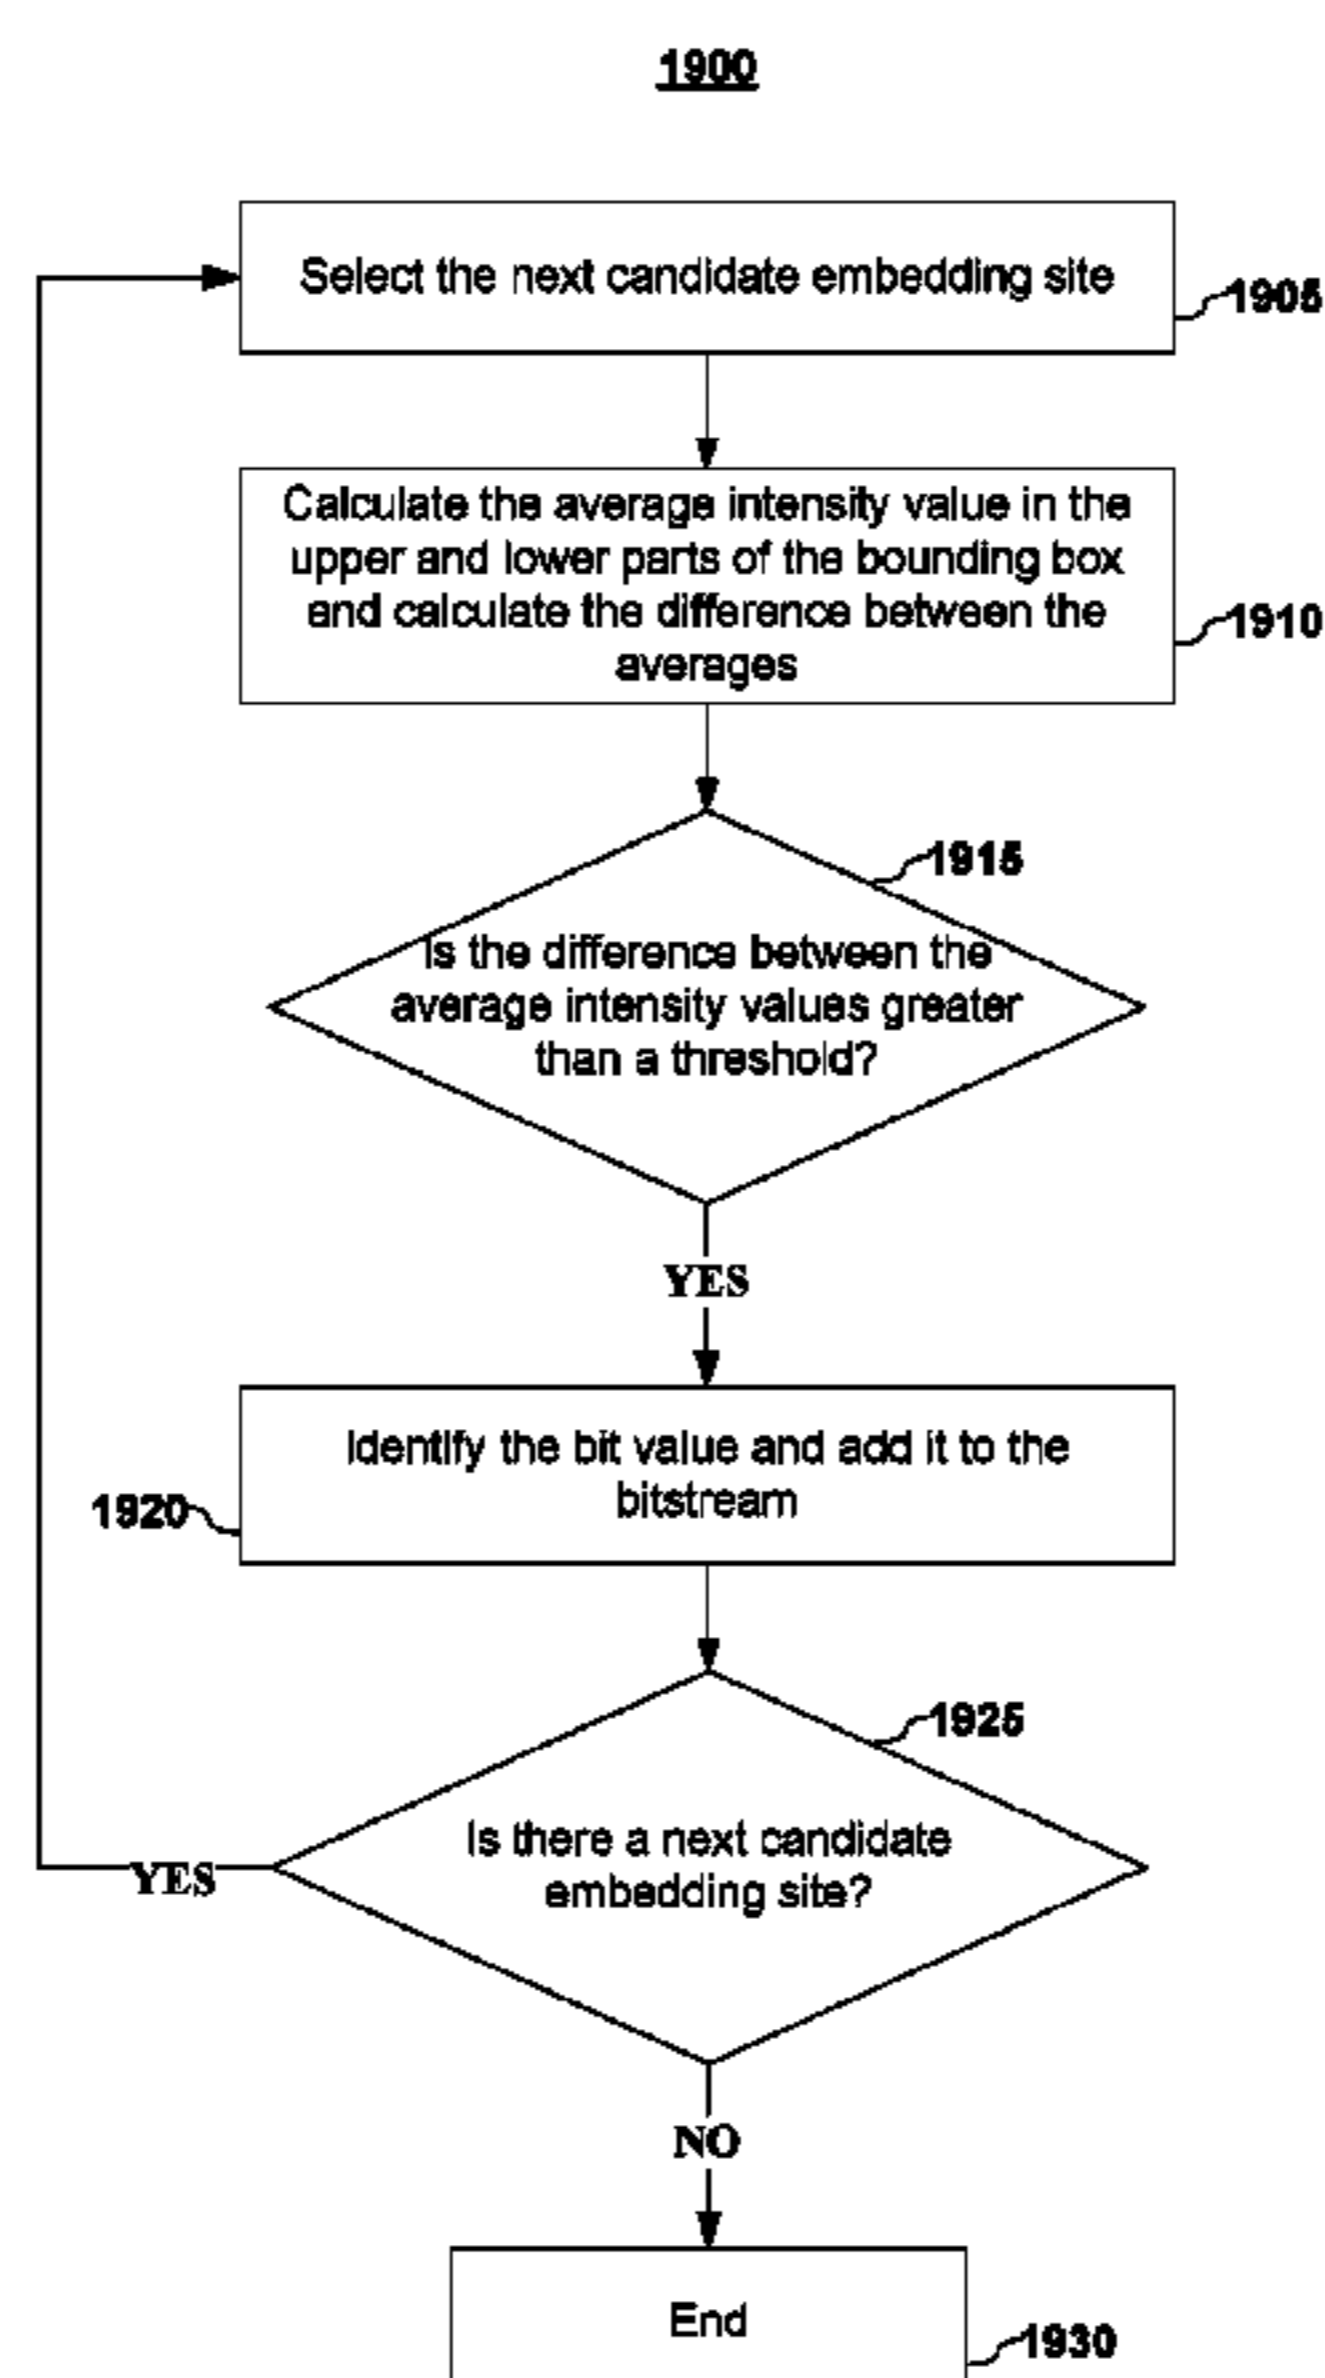 1900
Select the next candidate embedding site
1905
Calculate the average intensity value in the
upper and lower parts of the bounding box
and calculate the difference between the
averages
1910
1915
Is the difference between the
average intensity values greater
than a threshold?
YES
Identify the bit value and add it to the
bitstream
1920
1925
Is there a next candidate
embedding site?
YES
NO
End
1930